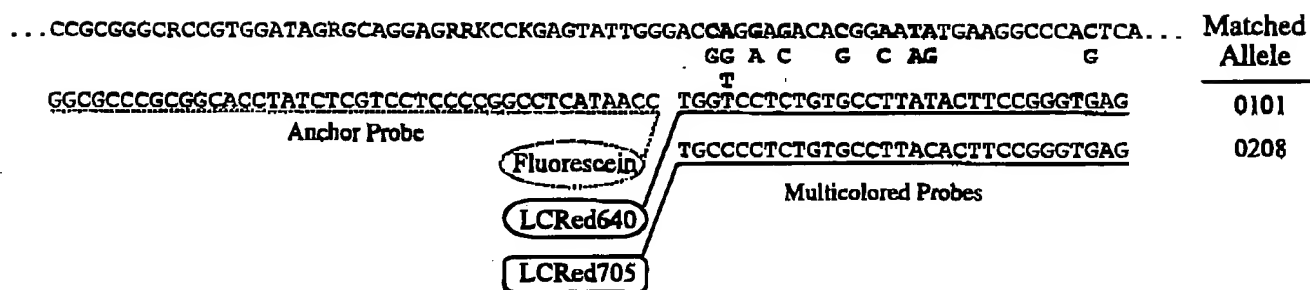 ...CCGCGGGCRCCGTGGATAGRGCAGGAGRRKCCKGAGTATTGGGACCAGGAGACACGGAATATGAAGGCCCACTCA... Matched Allele
GG A C G C AG G
T
GGCGCCCGCGGCACCTATCTCGTCCTCCCCGGCCTCATAACC TGGTCCTCTGTGCCTTATACTTCCGGGTGAG 0101
Anchor Probe
TGCCCCTCTGTGCCTTACACTTCCGGGTGAG 0208
Fluorescein
Multicolored Probes
LCRed640
LCRed705